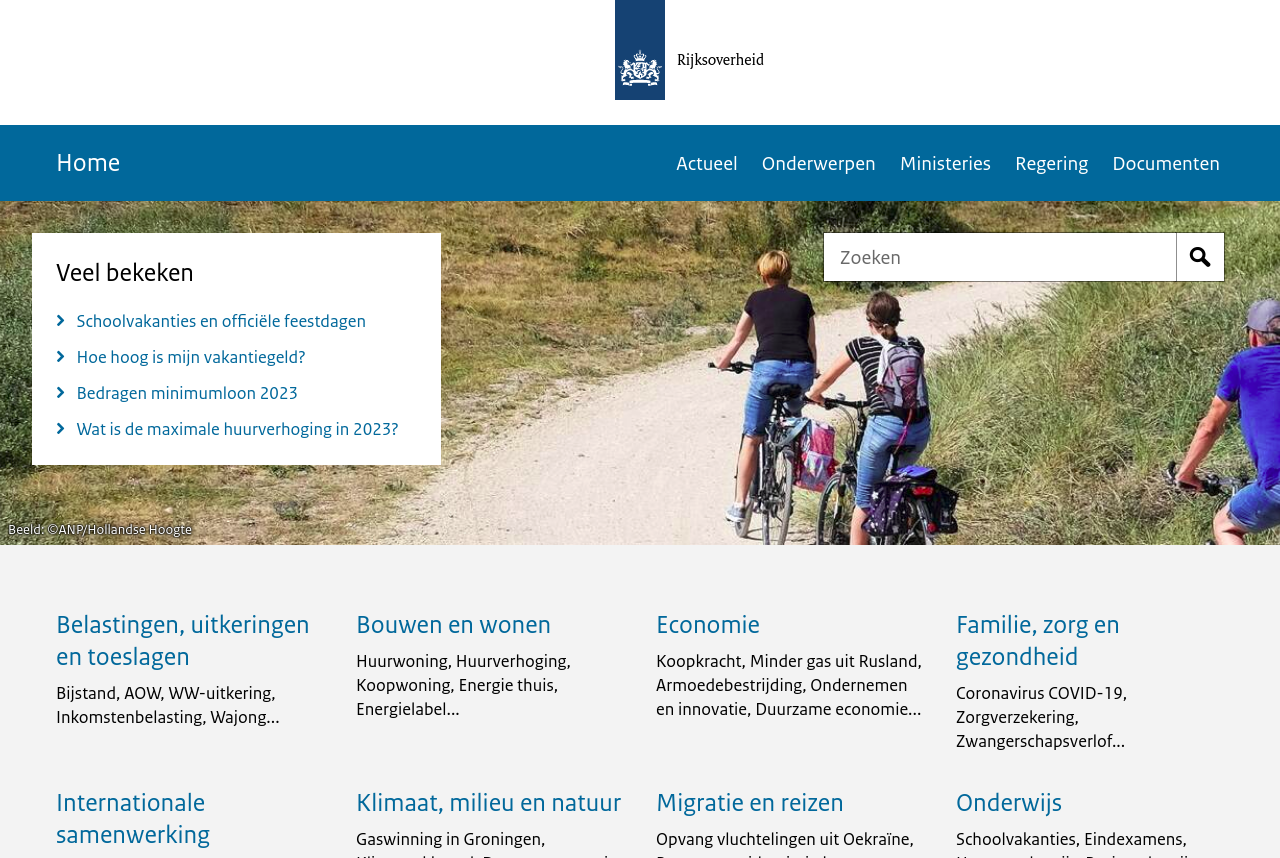 Rijksoverheid
Home
Actueel Onderwerpen Ministeries Regering Documenten
Zoeken
Veel bekeken
Schoolvakanties en officiële feestdagen
Hoe hoog is mijn vakantiegeld?
Bedragen minimumloon 2023
Wat is de maximale huurverhoging in 2023?
Beeld: ©ANP/Hollandse Hoogte
Belastingen, uitkeringen
en toeslagen
Bijstand, AOW, WW-uitkering,
Inkomstenbelasting, Wajong...
Bouwen en wonen
Huurwoning, Huurverhoging,
Koopwoning, Energie thuis,
Energielabel...
Economie
Koopkracht, Minder gas uit Rusland,
Armoedebestrijding, Ondernemen
en innovatie, Duurzame economie...
Familie, zorg en
gezondheid
Coronavirus COVID-19,
Zorgverzekering,
Zwangerschapsverlof...
Internationale
samenwerking
Klimaat, milieu en natuur
Gaswinning in Groningen,
Migratie en reizen
Opvang vluchtelingen uit Oekraïne,
Onderwijs
Schoolvakanties, Eindexamens,